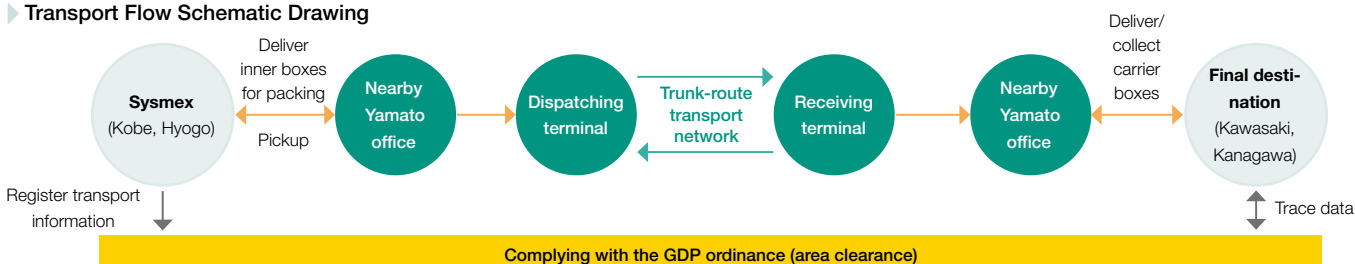 Transport Flow Schematic Drawing
Deliver
inner boxes
for packing
Pickup
Sysmex
(Kobe, Hyogo)
Nearby
Yamato
office
Dispatching
terminal
Trunk-route
transport
network
Receiving
terminal
Nearby
Yamato
office
Deliver/
collect
carrier
boxes
Final desti-
nation
(Kawasaki,
Kanagawa)
Register transport
information
Trace data
Complying with the GDP ordinance (area clearance)